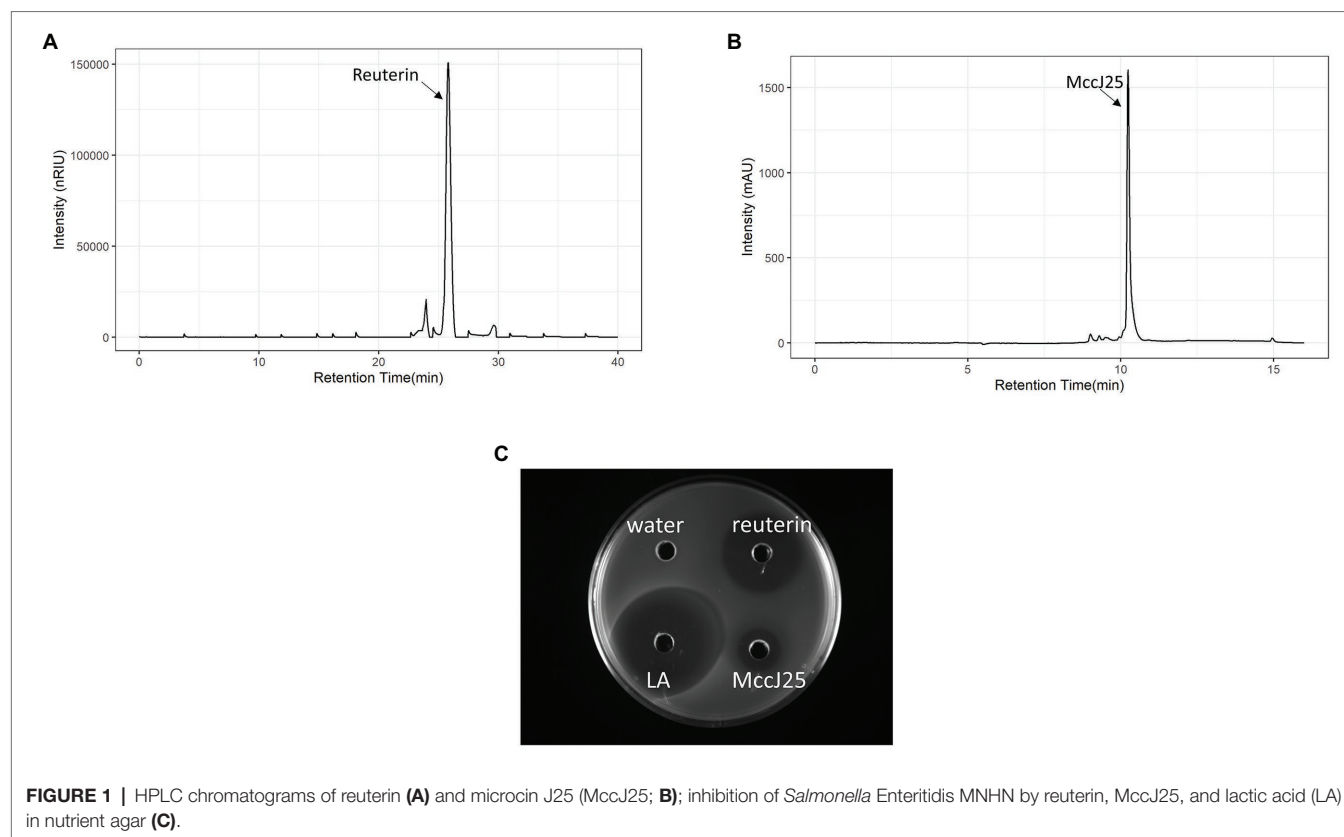 A
Reuterin
150000
100000
50000
0
Intensity (nRIU)
0 10 20 30 40
Retention Time(min)
B
MccJ25
1500
1000
500
0
Intensity (mAU)
0 5 10 15
Retention Time(min)
C
water reuterin
LA MccJ25
FIGURE 1 | HPLC chromatograms of reuterin (A) and microcin J25 (MccJ25; B); inhibition of Salmonella Enteritidis MNHN by reuterin, MccJ25, and lactic acid (LA)
in nutrient agar (C).